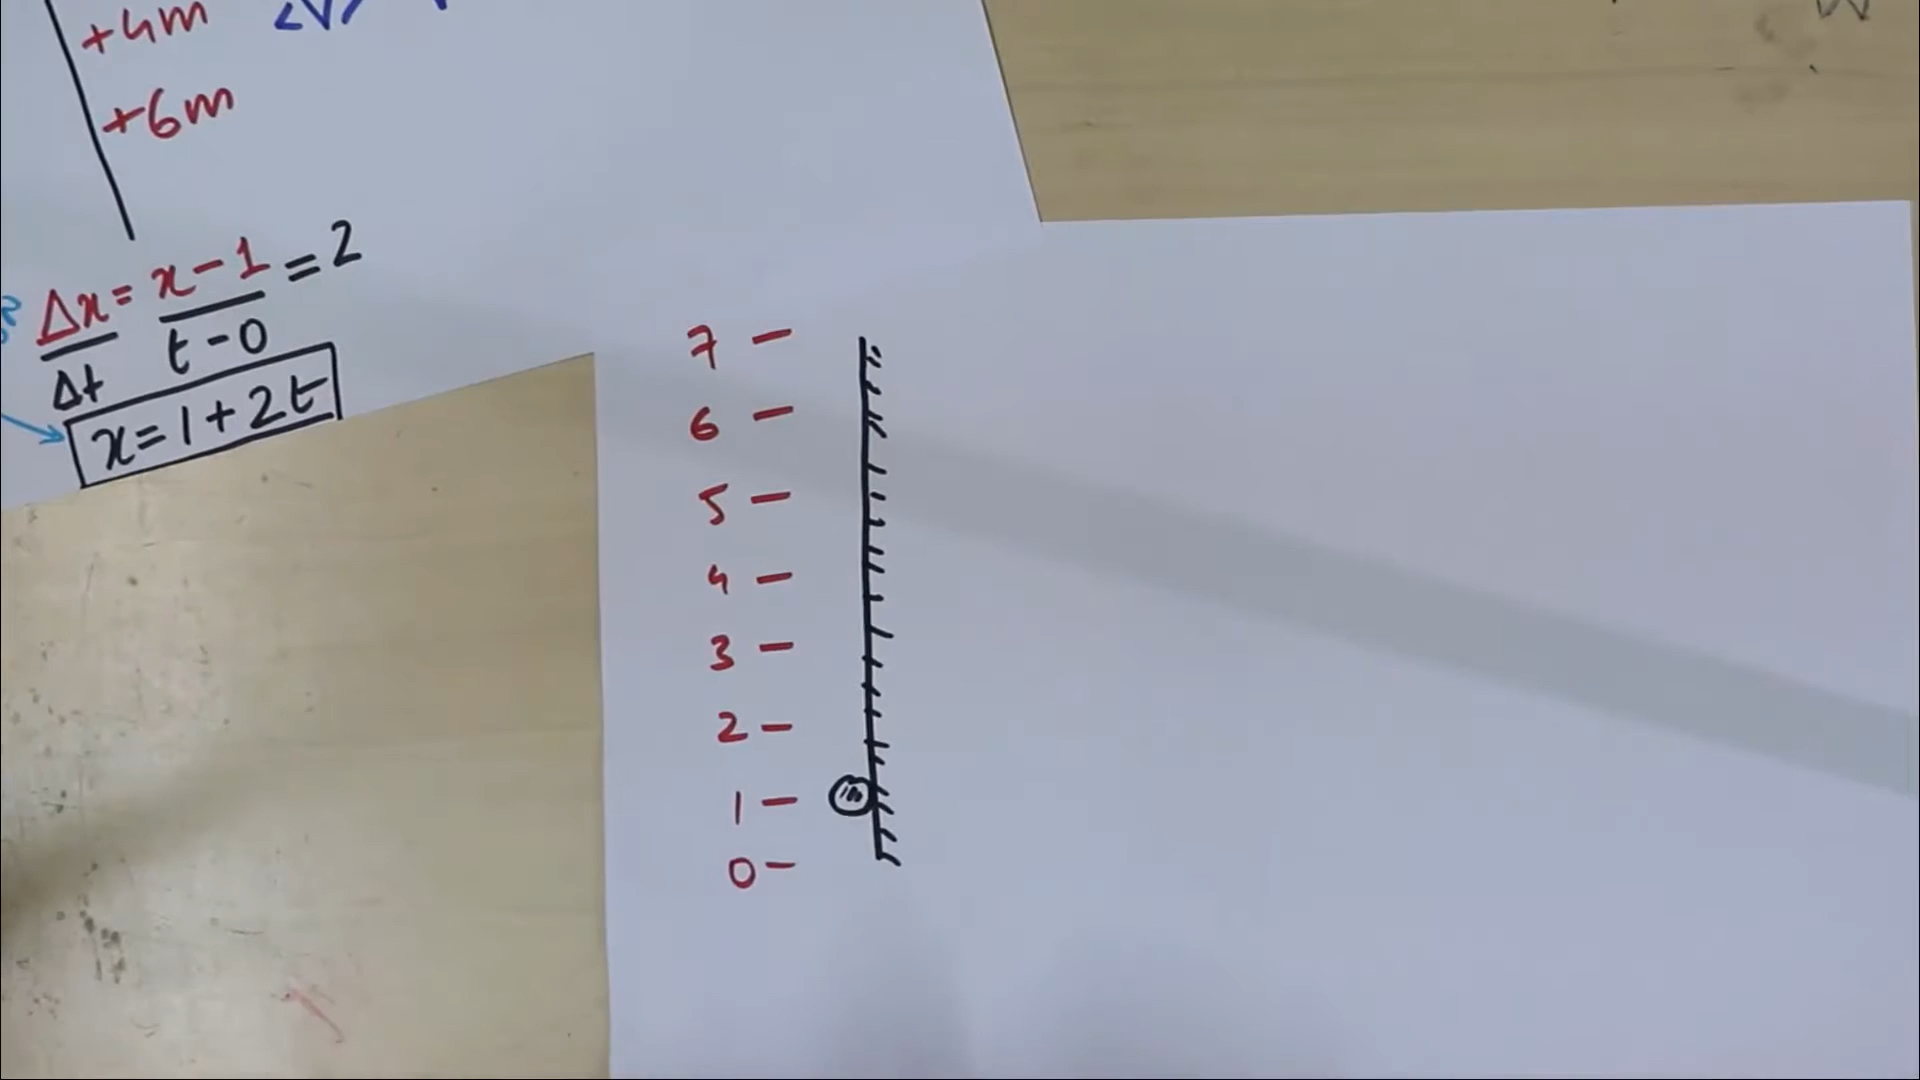 +4m <V>
+6m
Δx/Δt = x-1/t-0 = 2
x=1+2t
7 -
6 -
5 -
4 -
3 -
2 -
1 -
0 -